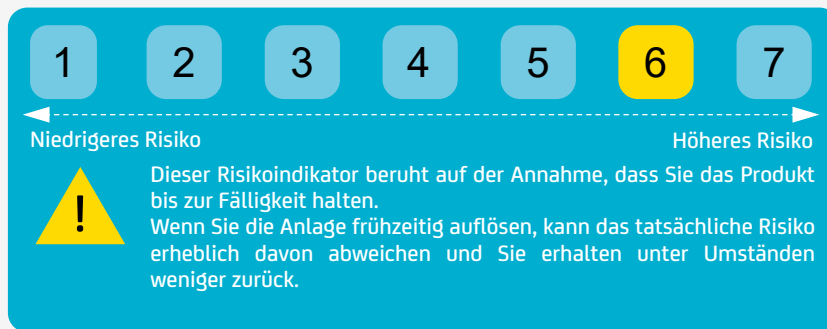 1 2 3 4 5 6 7
Niedrigeres Risiko Höheres Risiko
! Dieser Risikoindikator beruht auf der Annahme, dass Sie das Produkt
bis zur Fälligkeit halten.
Wenn Sie die Anlage frühzeitig auflösen, kann das tatsächliche Risiko
erheblich davon abweichen und Sie erhalten unter Umständen
weniger zurück.